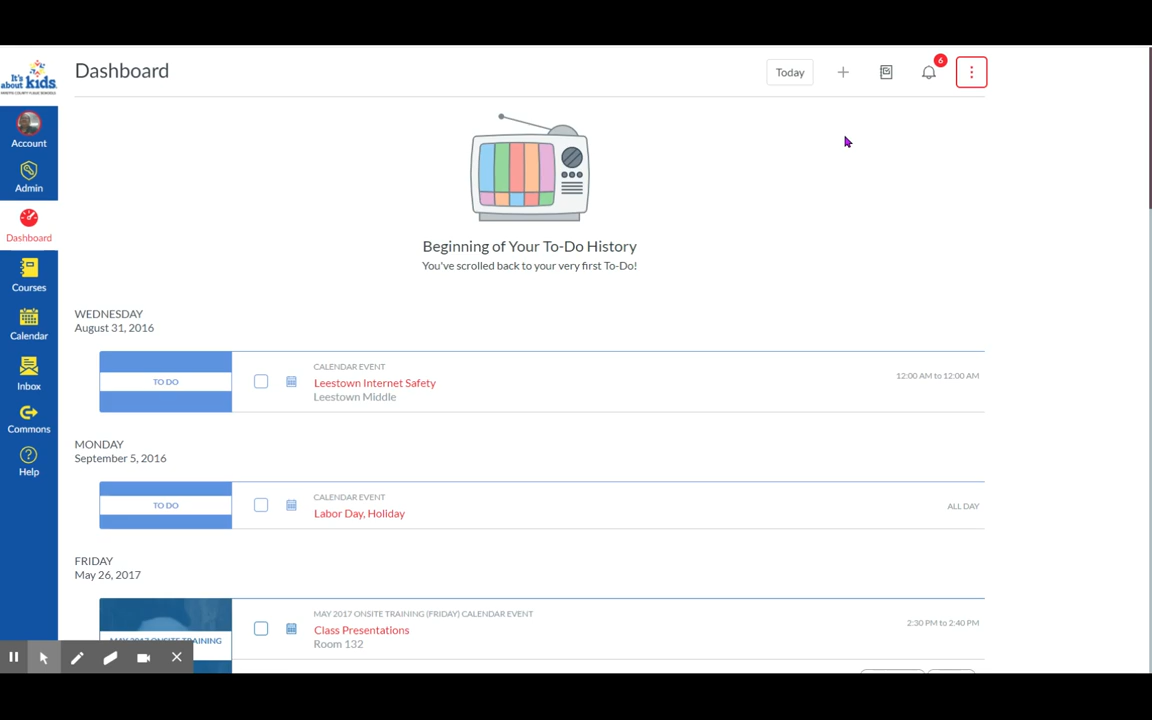 It's
about kids.
Dashboard
Today
6
Account
Admin
Dashboard
Courses
Calendar
Inbox
Commons
Help
Beginning of Your To-Do History
You've scrolled back to your very first To-Do!
WEDNESDAY
August 31, 2016
TO DO
CALENDAR EVENT
Leestown Internet Safety
Leestown Middle
12:00 AM to 12:00 AM
MONDAY
September 5, 2016
TO DO
CALENDAR EVENT
Labor Day, Holiday
ALL DAY
FRIDAY
May 26, 2017
MAY 2017 ONSITE TRAINING
MAY 2017 ONSITE TRAINING (FRIDAY) CALENDAR EVENT
Class Presentations
Room 132
2:30 PM to 2:40 PM